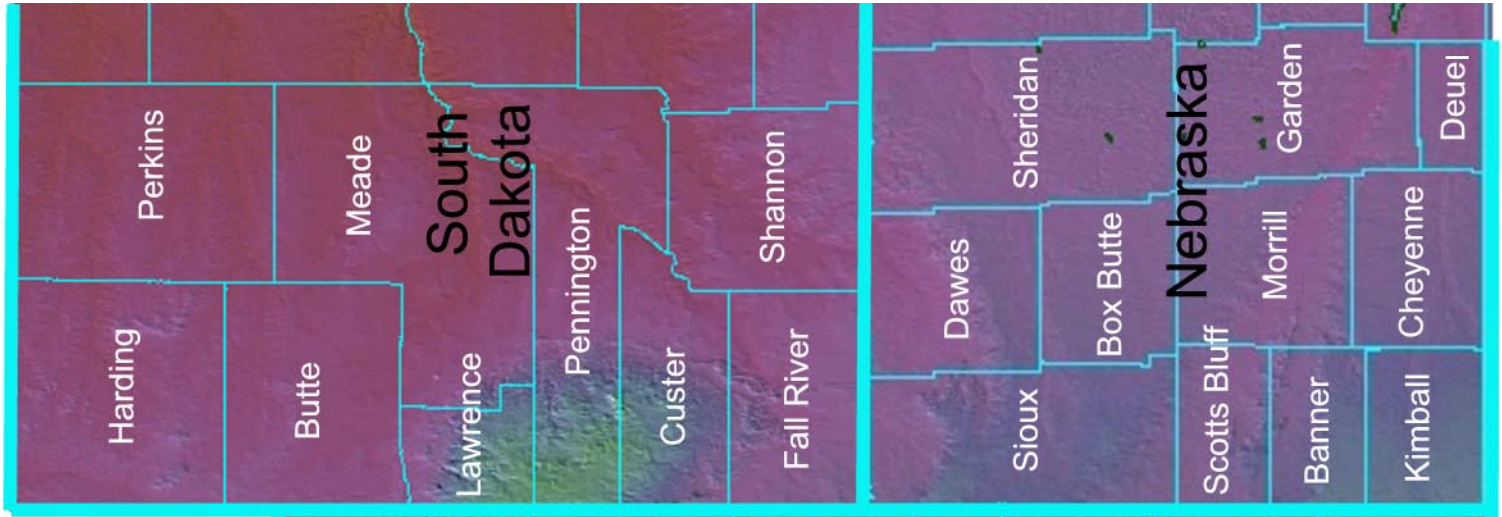 Perkins
Meade
South
Dakota
Shannon
Harding
Butte
Lawrence
Pennington
Custer
Fall River
Sheridan
Nebraska
Garden
Deuel
Dawes
Box Butte
Morrill
Cheyenne
Sioux
Scotts Bluff
Banner
Kimball